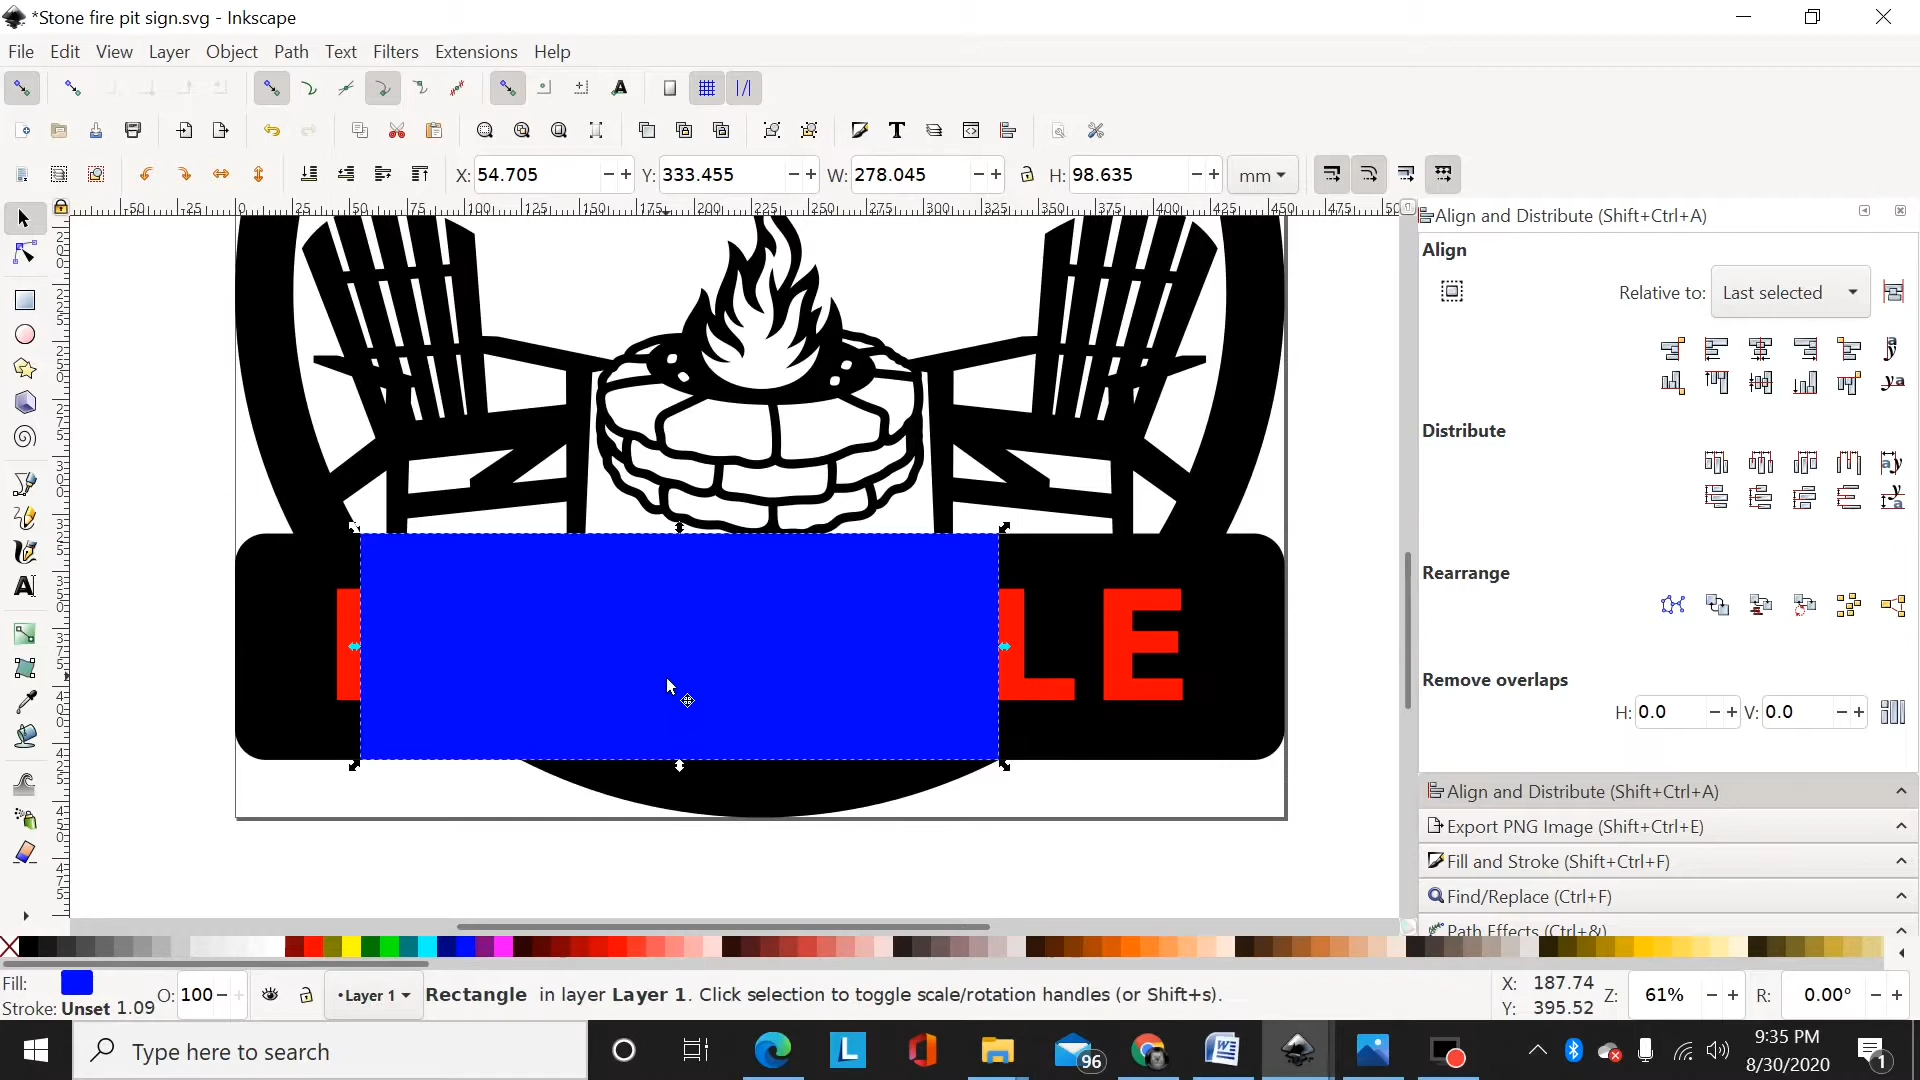 *Stone fire pit sign.svg - Inkscape
File Edit View Layer Object Path Text Filters Extensions Help
X: 54.705 Y: 333.455 W: 278.045 H: 98.635 mm
Align and Distribute (Shift+Ctrl+A)
Align
Relative to: Last selected
Distribute
Rearrange
Remove overlaps
H: 0.0 V: 0.0
LE
Align and Distribute (Shift+Ctrl+A)
Export PNG Image (Shift+Ctrl+E)
Fill and Stroke (Shift+Ctrl+F)
Find/Replace (Ctrl+F)
Path Effects (Ctrl+&)
Fill:
Stroke: Unset 1.09 O: 100 •Layer 1 Rectangle in layer Layer 1. Click selection to toggle scale/rotation handles (or Shift+s).
X: 187.74
Y: 395.52
Z: 61% R: 0.00°
Type here to search
96
9:35 PM
8/30/2020
1